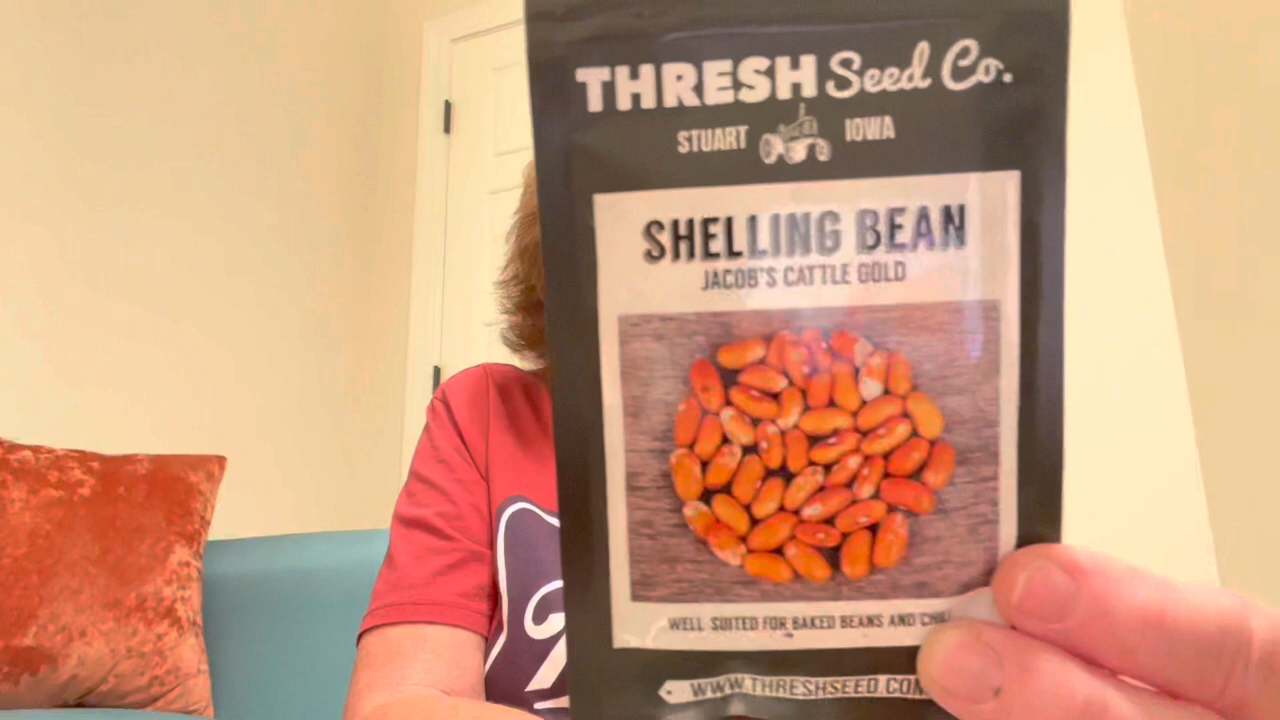 THRESH Seed Co.
STUART IOWA
SHELLING BEAN
JACOB'S CATTLE GOLD
WELL SUITED FOR BAKED BEANS AND
WWW.THRESHSEED.COM